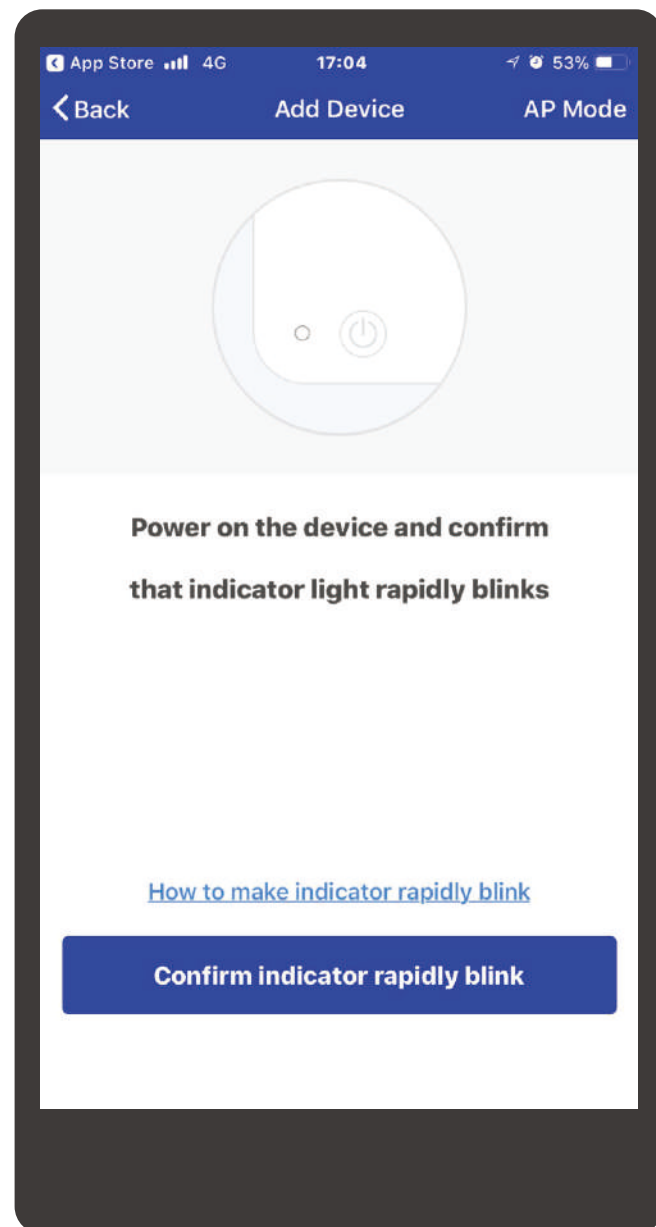 App Store 4G 17:04 53%
Back Add Device AP Mode
Power on the device and confirm
that indicator light rapidly blinks
How to make indicator rapidly blink
Confirm indicator rapidly blink